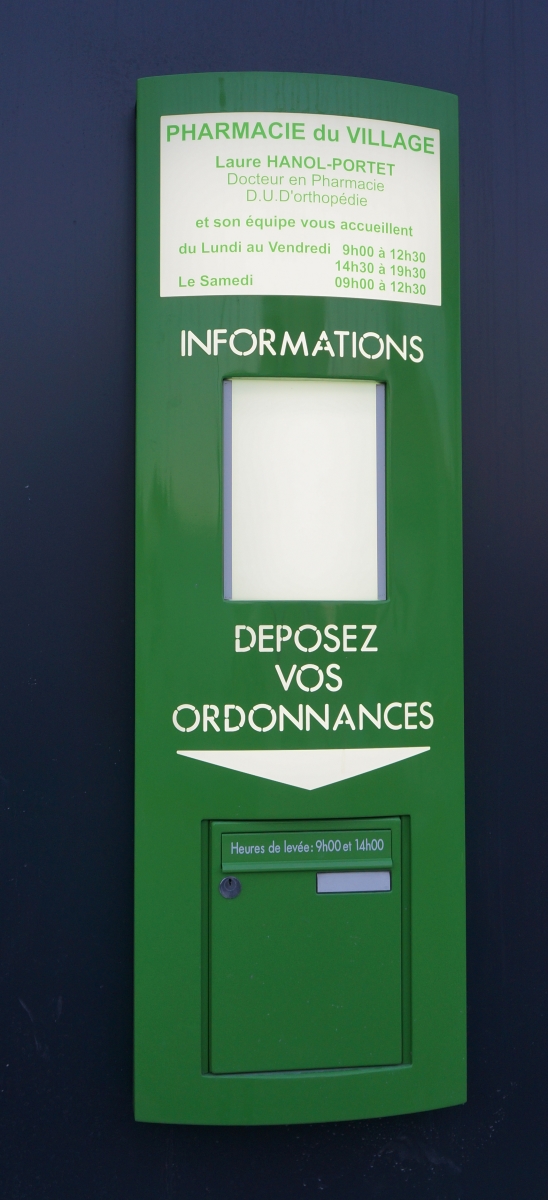 PHARMACIE du VILLAGE
Laure HANOL-PORTET
Docteur en Pharmacie
D.U.D'orthopédie
et son équipe vous accueillent
du Lundi au Vendredi 9h00 à 12h30
14h30 à 19h30
Le Samedi 09h00 à 12h30
INFORMATIONS
DEPOSEZ
VOS
ORDONNANCES
Heures de levée: 9h00 et 14h00